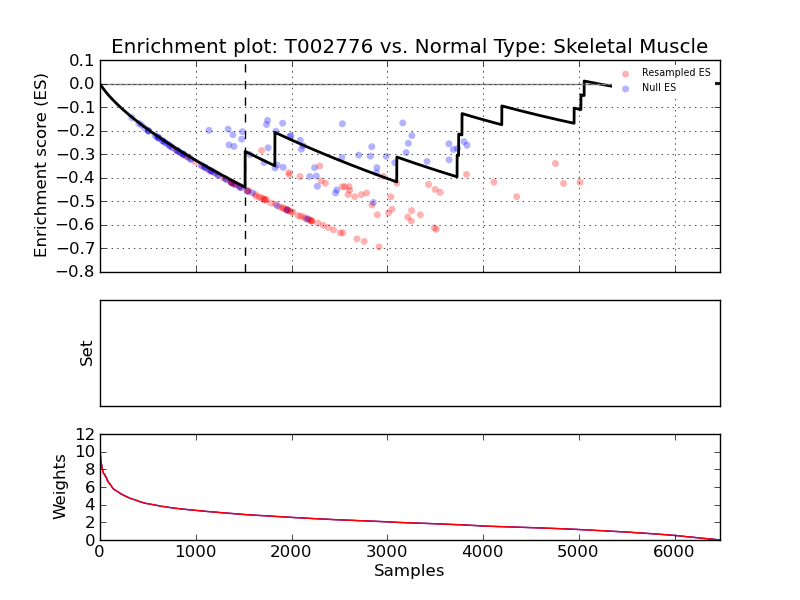 Enrichment plot: T002776 vs. Normal Type: Skeletal Muscle
Enrichment score (ES)
0.1
0.0
−0.1
−0.2
−0.3
−0.4
−0.5
−0.6
−0.7
−0.8
Resampled ES
Null ES
Set
Weights
12
10
8
6
4
2
0
0 1000 2000 3000 4000 5000 6000
Samples